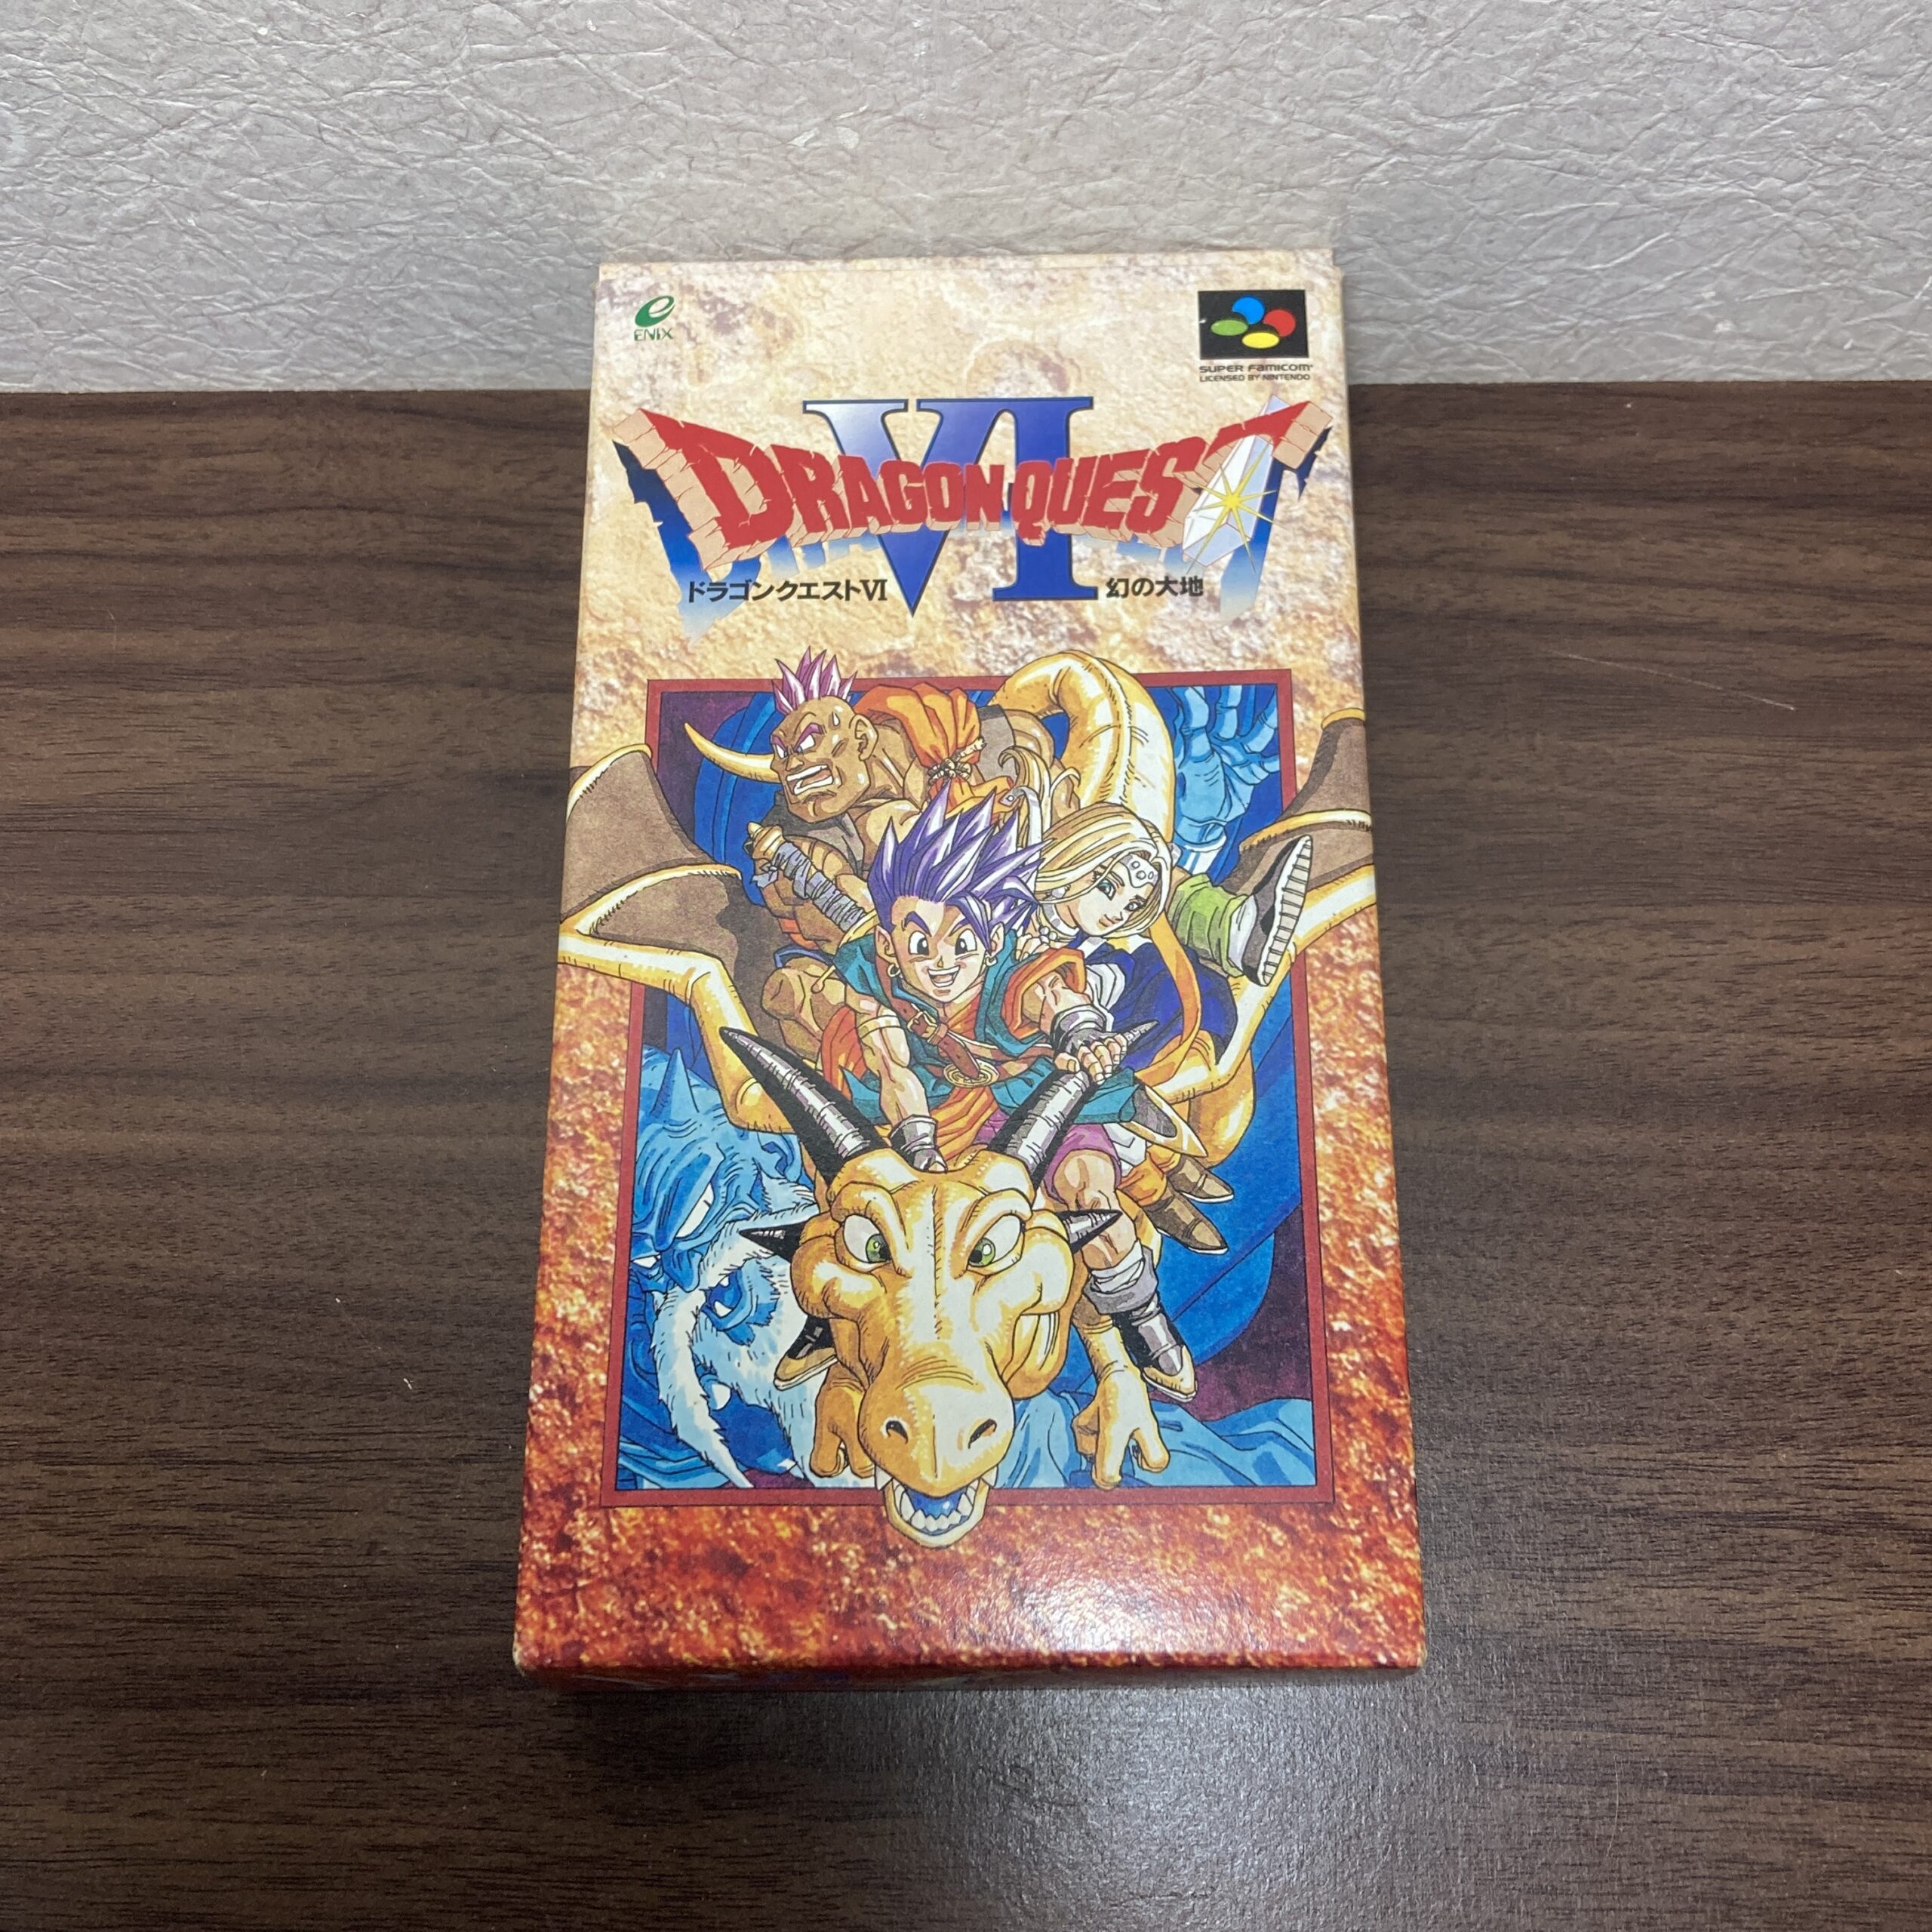 ENIX
SUPER FAMICOM
LICENSED BY NINTENDO
VI
DRAGON QUEST
ドラゴンクエストVI 幻の大地